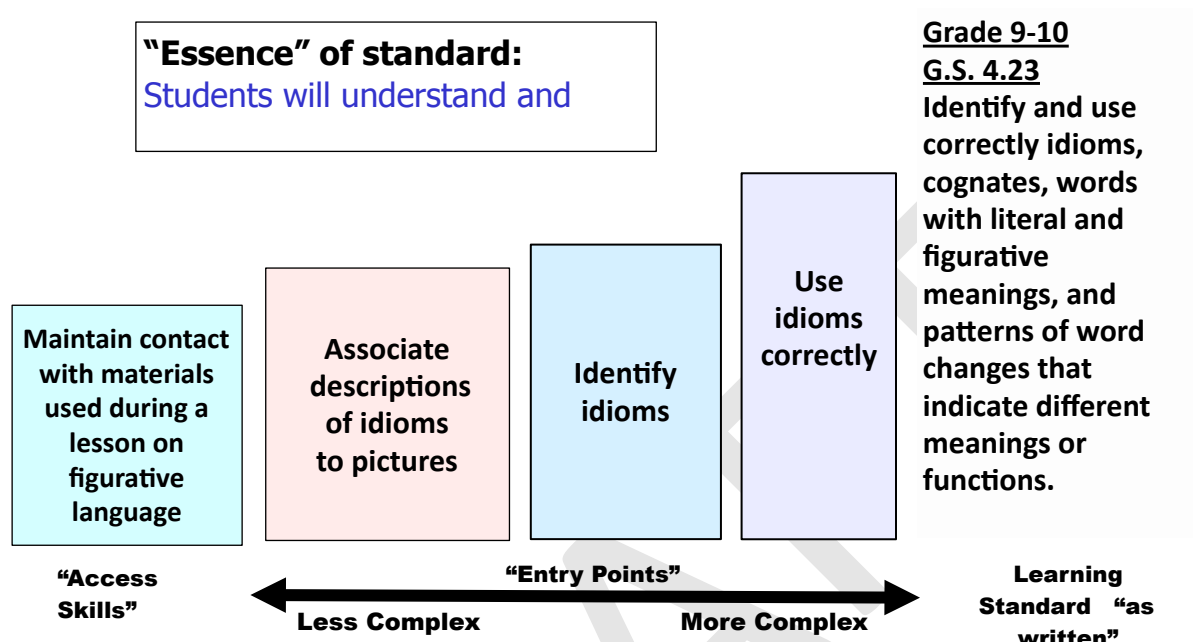 “Essence” of standard:
Students will understand and
Grade 9-10
G.S. 4.23
Identify and use
correctly idioms,
cognates, words
with literal and
figurative
meanings, and
patterns of word
changes that
indicate different
meanings or
functions.
Maintain contact
with materials
used during a
lesson on
figurative
language
Associate
descriptions
of idioms
to pictures
Identify
idioms
Use
idioms
correctly
“Access
Skills”
“Entry Points”
Less Complex
More Complex
Learning
Standard “as
written”